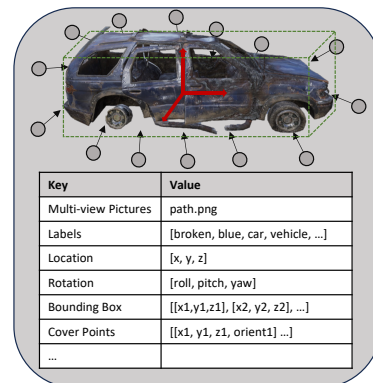 Key Value
Multi-view Pictures path.png
Labels [broken, blue, car, vehicle, …]
Location [x, y, z]
Rotation [roll, pitch, yaw]
Bounding Box [[x1,y1,z1], [x2, y2, z2], …]
Cover Points [[x1, y1, z1, orient1] …]
…